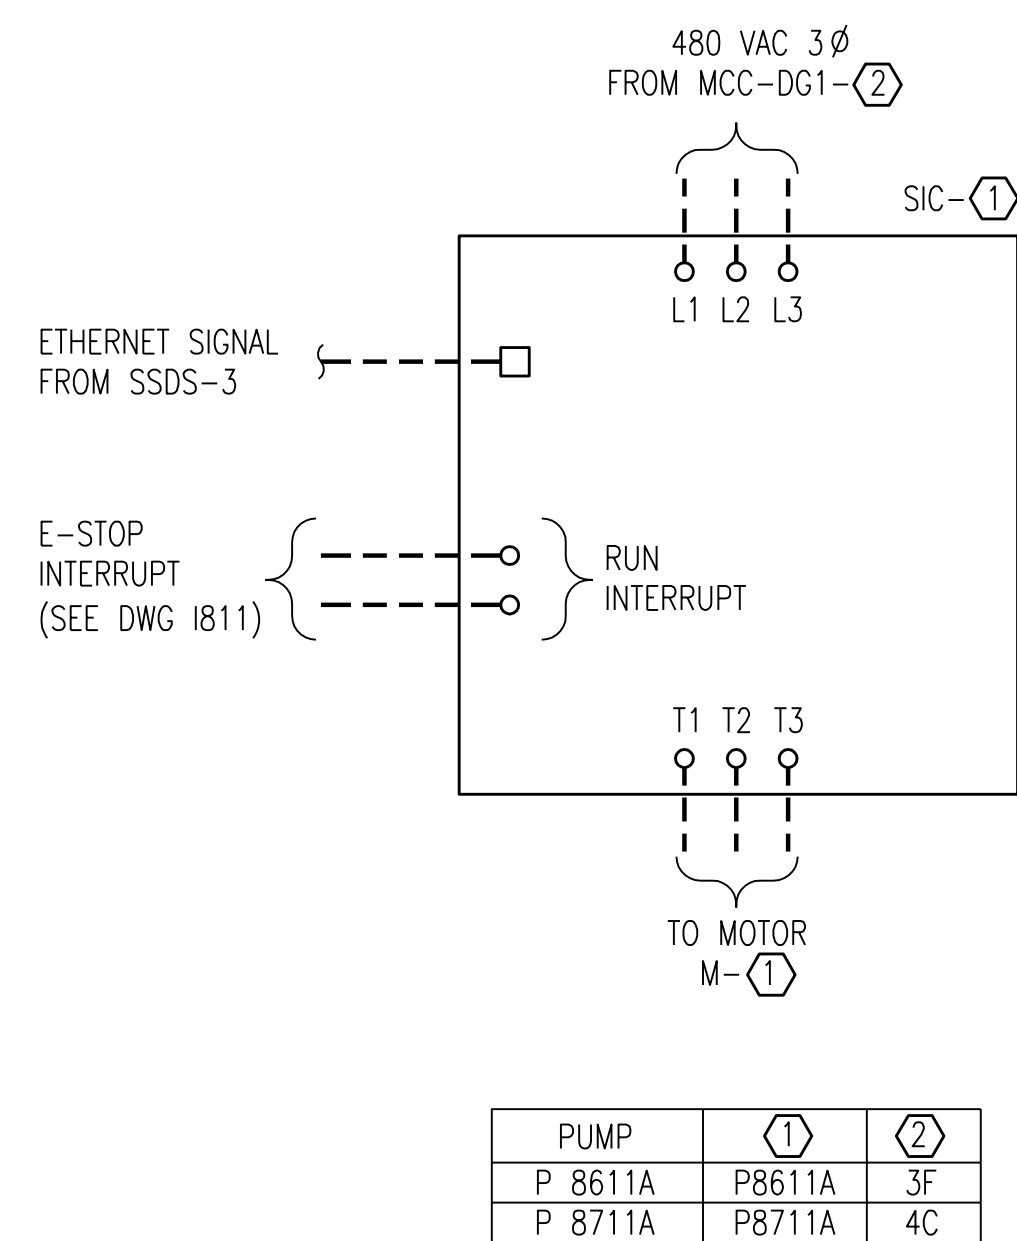 480 VAC 3Ø
FROM MCC-DG1-2
SIC-1
L1 L2 L3
ETHERNET SIGNAL
FROM SSDS-3
E-STOP
INTERRUPT
(SEE DWG I811)
RUN
INTERRUPT
T1 T2 T3
TO MOTOR
M-1
PUMP 1 2
P 8611A P8611A 3F
P 8711A P8711A 4C